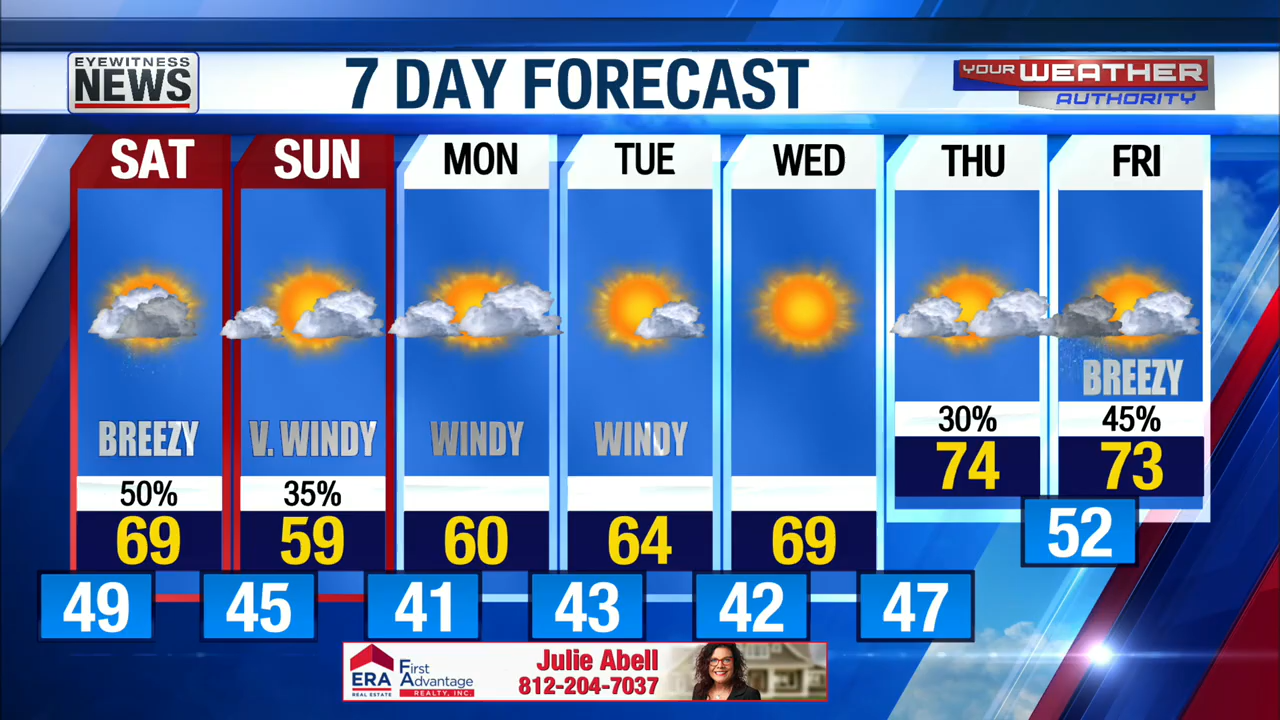 EYEWITNESS
NEWS
7 DAY FORECAST
YOUR WEATHER
AUTHORITY
SAT
SUN
MON
TUE
WED
THU
FRI
BREEZY
V. WINDY
WINDY
WINDY
BREEZY
50%
35%
30%
45%
69
59
60
64
69
74
73
49
45
41
43
42
47
52
ERA
REAL ESTATE
First
Advantage
REALTY, INC.
Julie Abell
812-204-7037